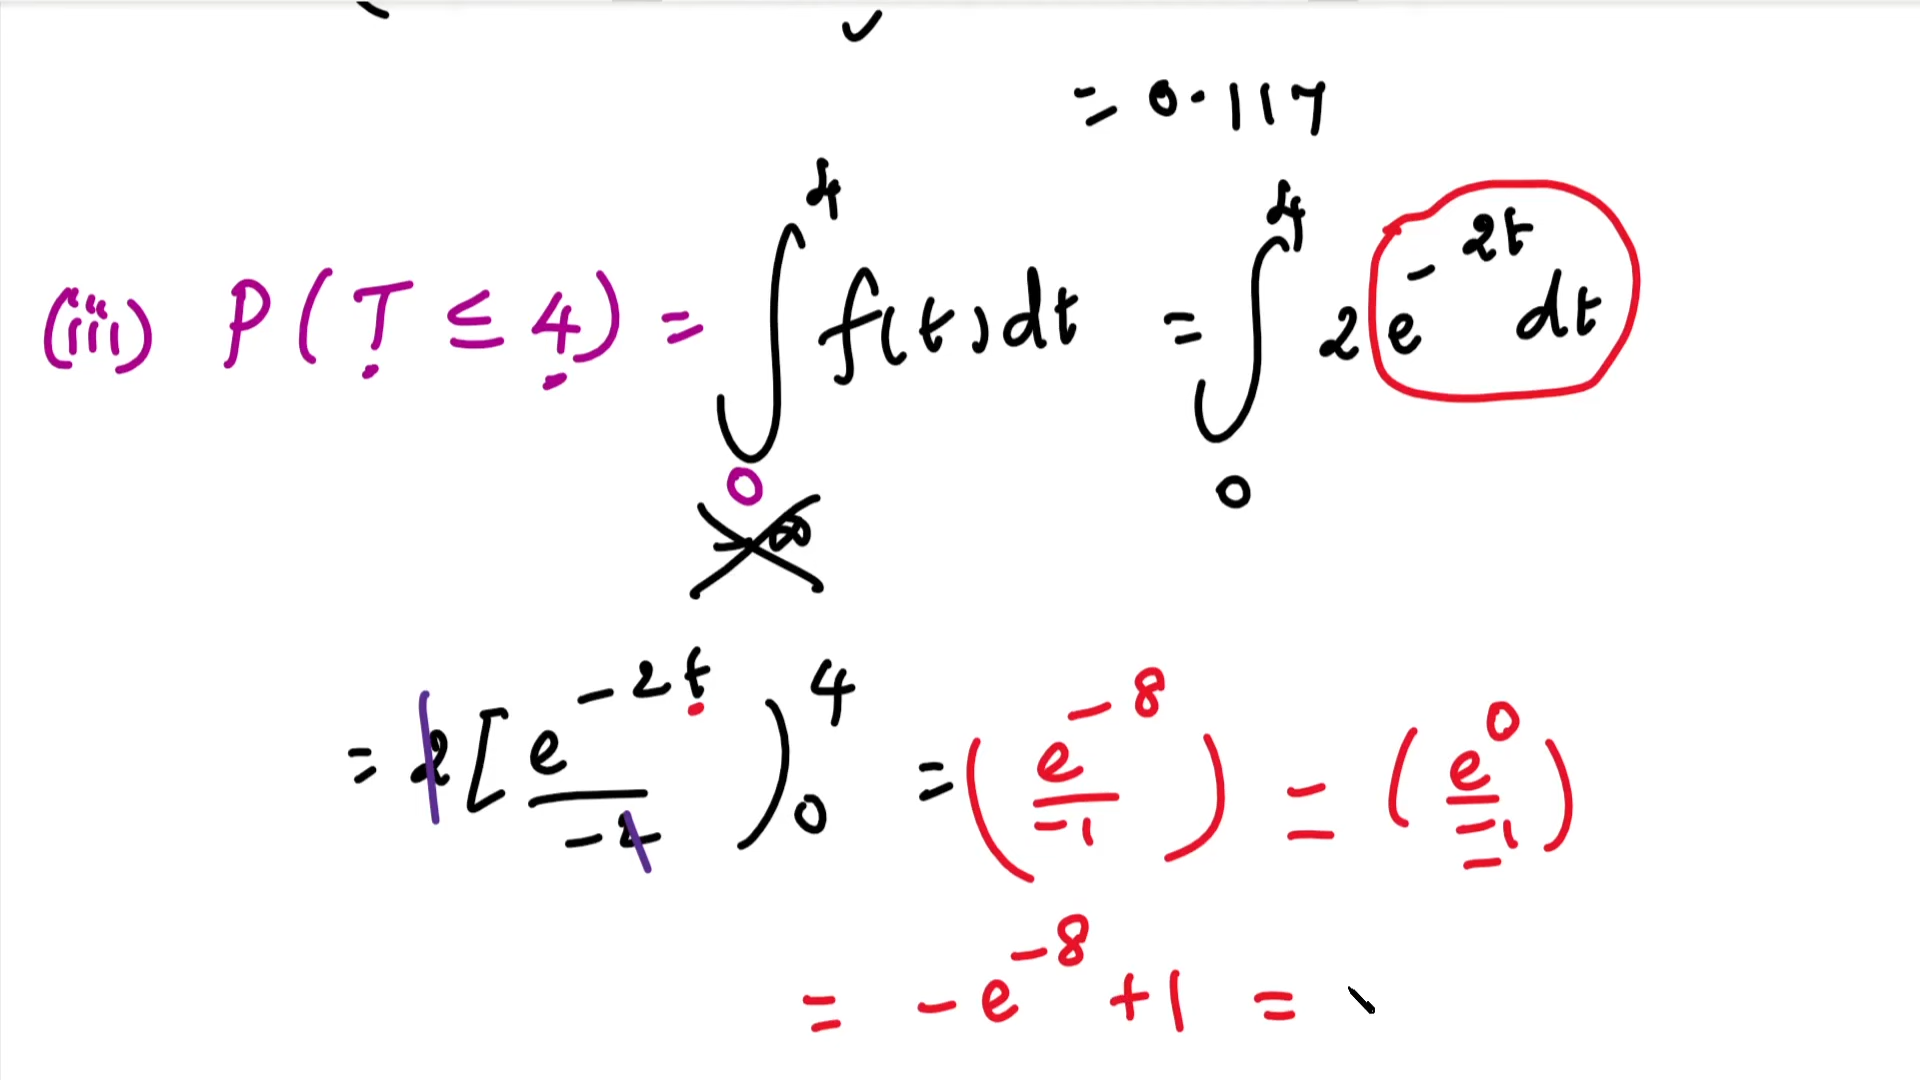 = 0.117
(iii) P(T ≤ 4) = ∫₀⁴ f(t)dt = ∫₀⁴ 2e^{-2t} dt
-∞
= 2[e^{-2t}/-2)₀⁴ = (e^{-8}/-1) = (e^0/-1)
= -e^{-8} + 1 =